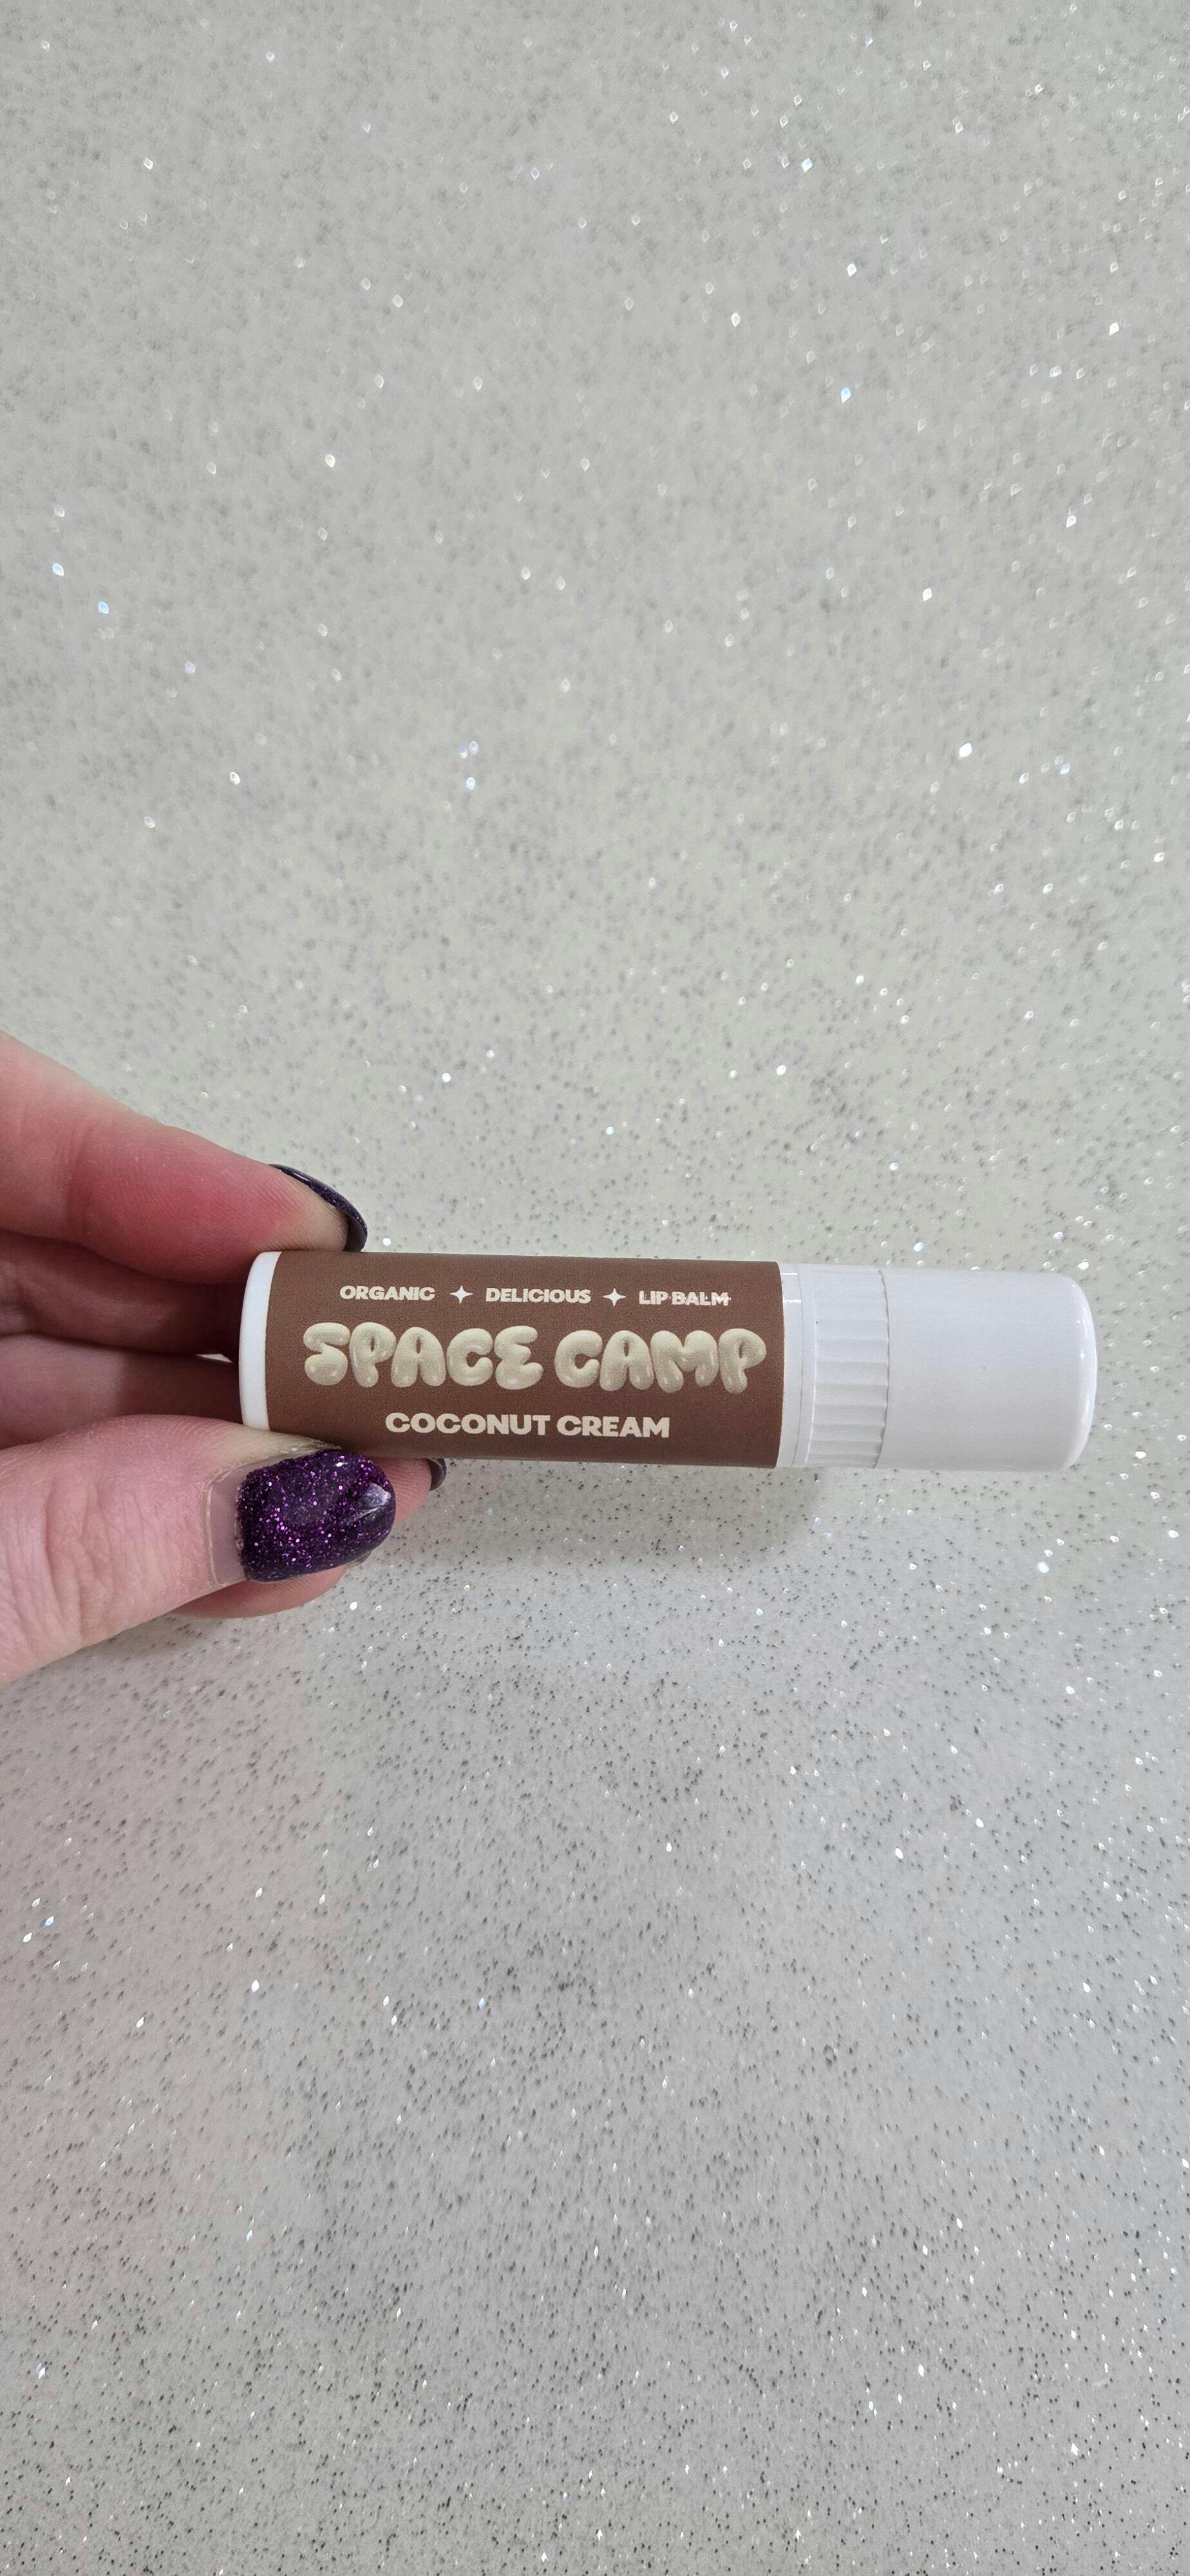 ORGANIC ✦ DELICIOUS ✦ LIP BALM
SPACE CAMP
COCONUT CREAM